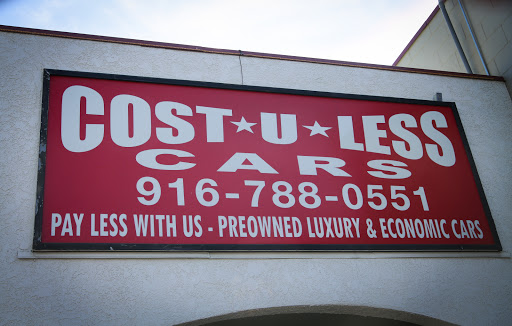 COST★U★LESS
CARS
916-788-0551
PAY LESS WITH US - PREOWNED LUXURY & ECONOMIC CARS